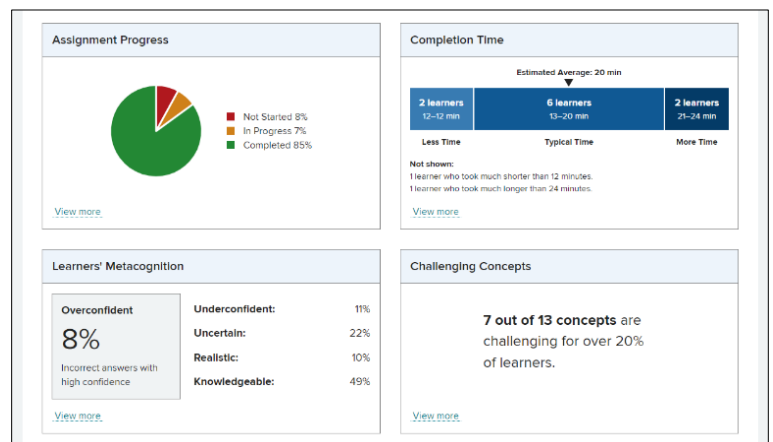 Assignment Progress
Not Started 8%
In Progress 7%
Completed 85%
View more
Completion Time
Estimated Average: 20 min
2 learners
12–12 min
6 learners
13–20 min
2 learners
21–24 min
Less Time
Typical Time
More Time
Not shown:
1 learner who took much shorter than 12 minutes.
1 learner who took much longer than 24 minutes.
View more
Learners' Metacognition
Overconfident
8%
Incorrect answers with
high confidence
Underconfident: 11%
Uncertain: 22%
Realistic: 10%
Knowledgeable: 49%
View more
Challenging Concepts
7 out of 13 concepts are
challenging for over 20%
of learners.
View more